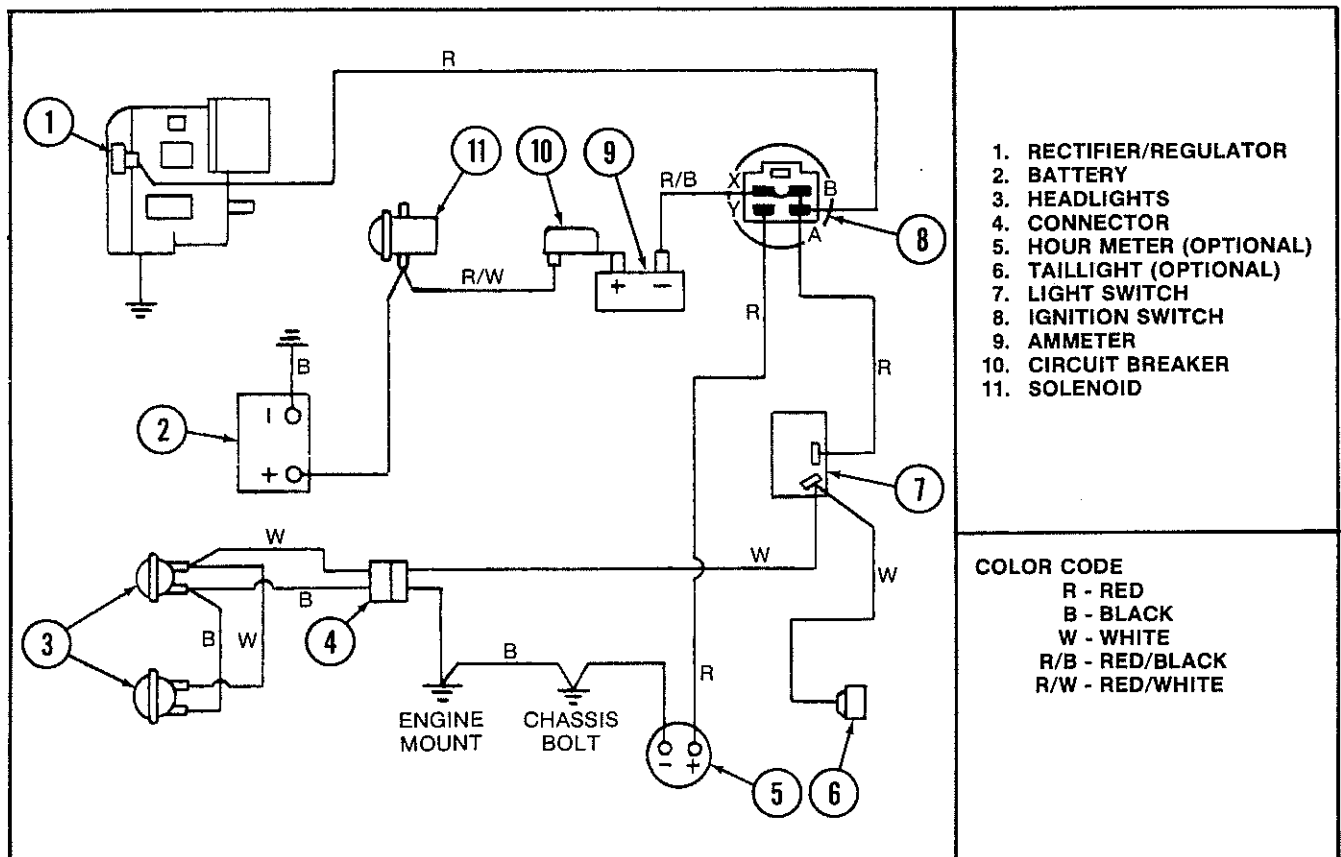 R
1
11
10
9
R/B
X
B
Y
A
8
R/W
+ −
R
B
R
2
−
+
7
W
W
W
B
3
4
B
W
B
R
ENGINE
MOUNT
CHASSIS
BOLT
− +
5
6
1. RECTIFIER/REGULATOR
2. BATTERY
3. HEADLIGHTS
4. CONNECTOR
5. HOUR METER (OPTIONAL)
6. TAILLIGHT (OPTIONAL)
7. LIGHT SWITCH
8. IGNITION SWITCH
9. AMMETER
10. CIRCUIT BREAKER
11. SOLENOID
COLOR CODE
R - RED
B - BLACK
W - WHITE
R/B - RED/BLACK
R/W - RED/WHITE